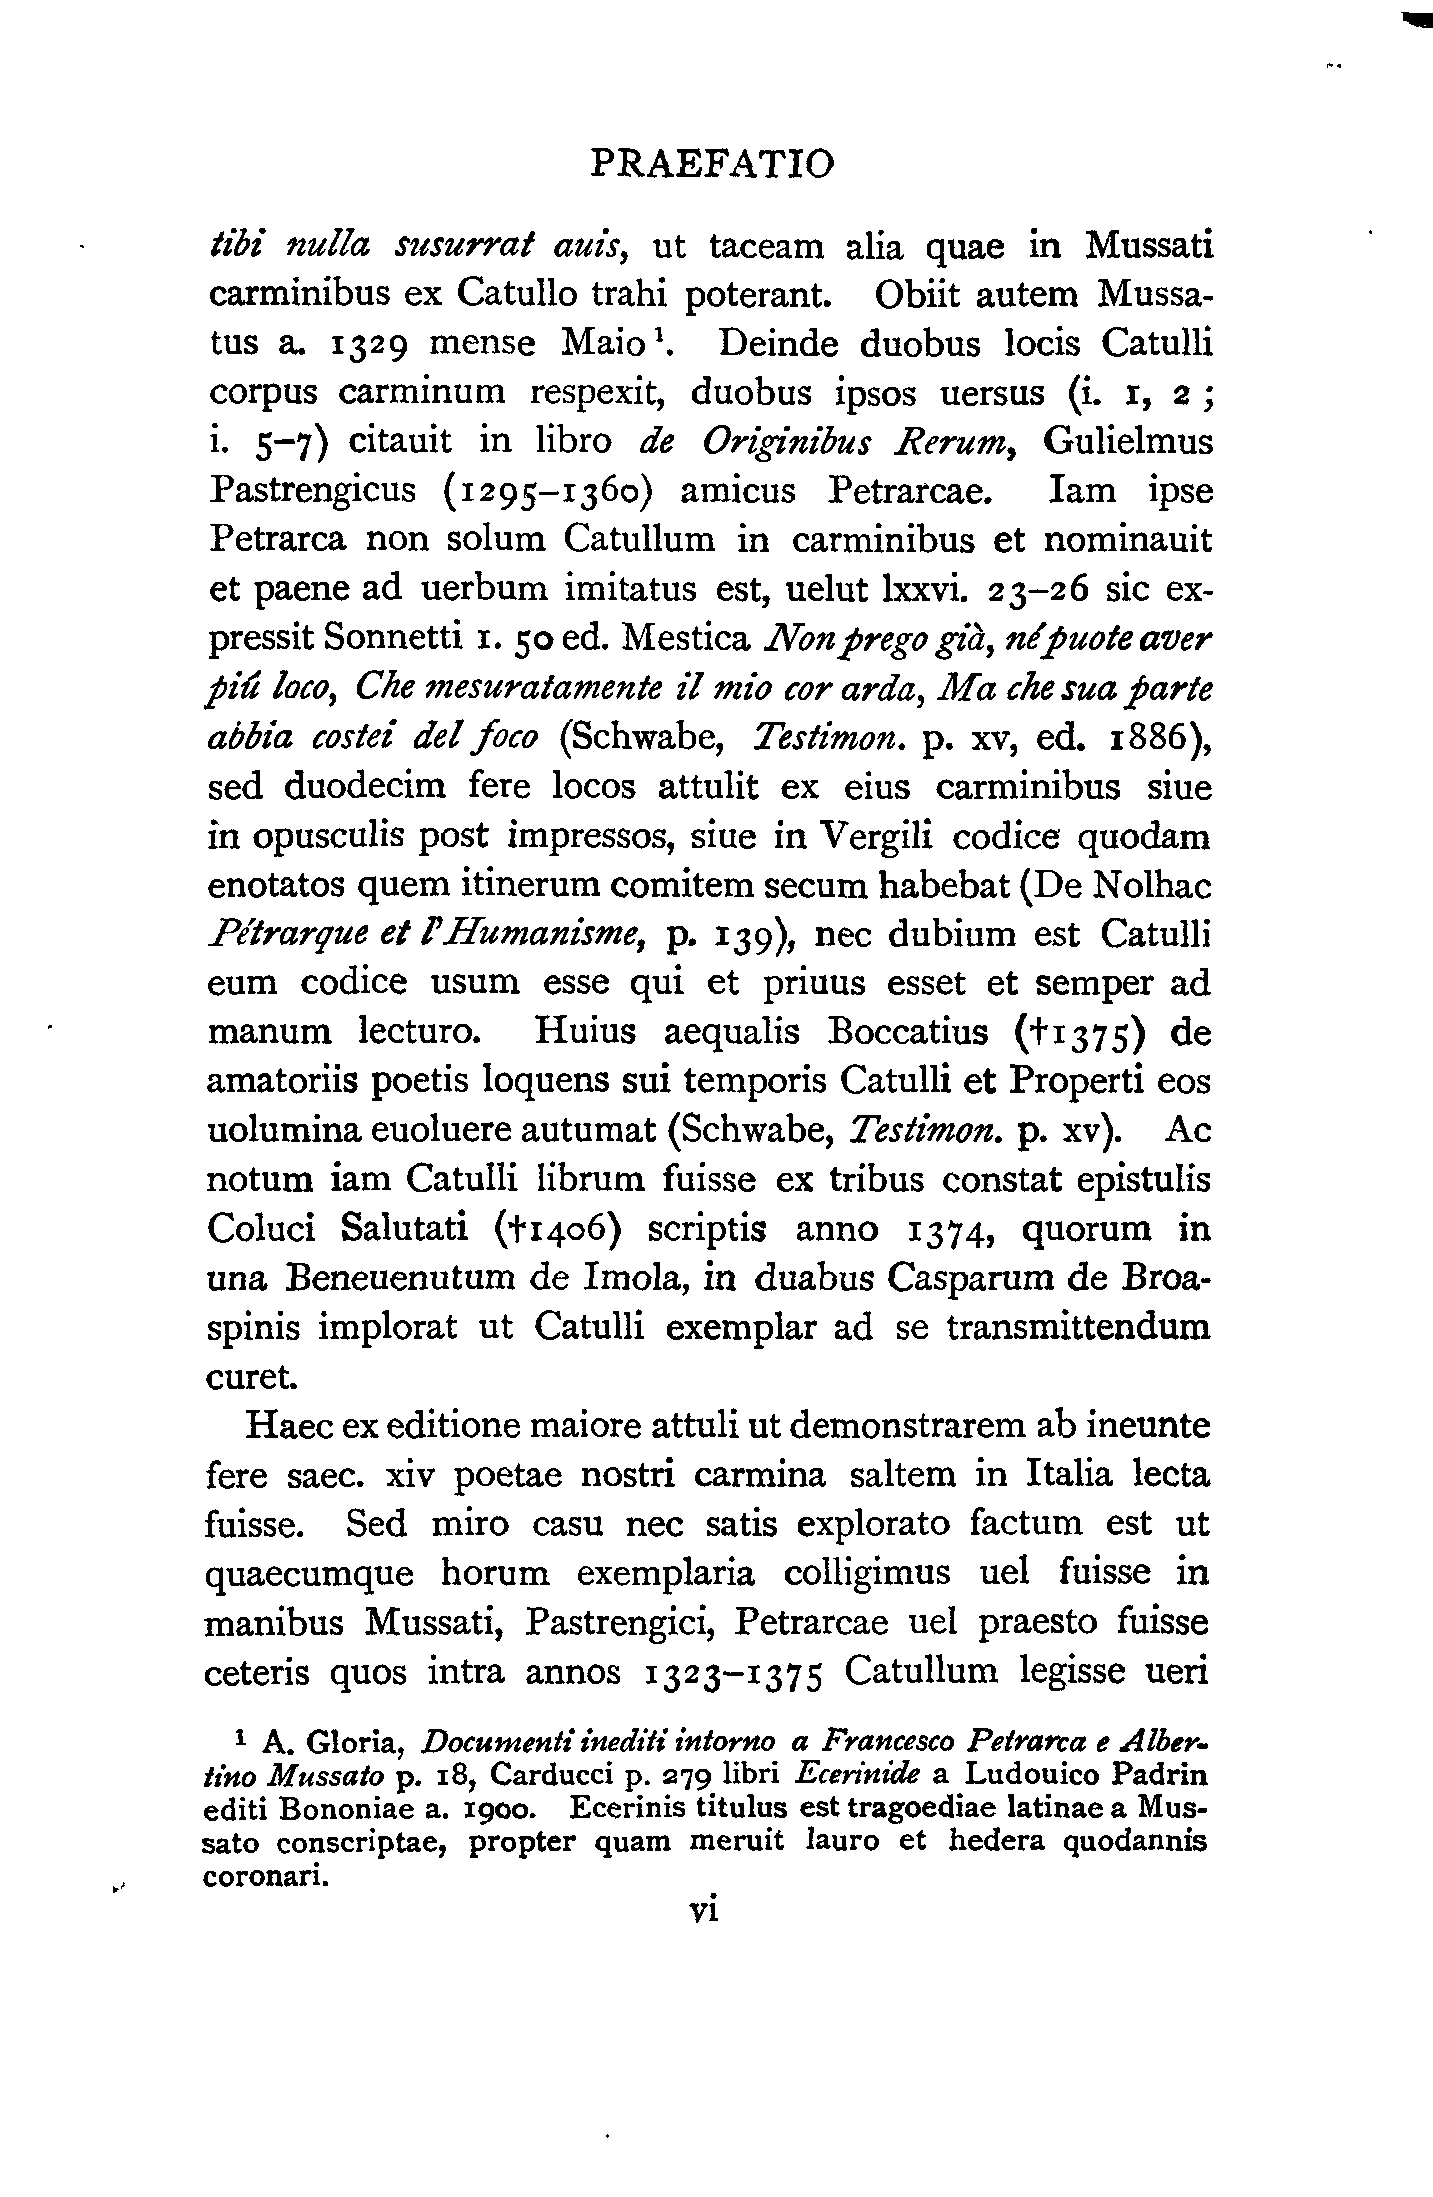 PRAEFATIO
tibi nulla susurrat auis, ut taceam alia quae in Mussati
carminibus ex Catullo trahi poterant. Obiit autem Mussa-
tus a. 1329 mense Maio¹. Deinde duobus locis Catulli
corpus carminum respexit, duobus ipsos uersus (i. 1, 2 ;
i. 5–7) citauit in libro de Originibus Rerum, Gulielmus
Pastrengicus (1295–1360) amicus Petrarcae. Iam ipse
Petrarca non solum Catullum in carminibus et nominauit
et paene ad uerbum imitatus est, uelut lxxvi. 23–26 sic ex-
pressit Sonnetti 1. 50 ed. Mestica Non prego già, né puote aver
piú loco, Che mesuratamente il mio cor arda, Ma che sua parte
abbia costei del foco (Schwabe, Testimon. p. xv, ed. 1886),
sed duodecim fere locos attulit ex eius carminibus siue
in opusculis post impressos, siue in Vergili codice quodam
enotatos quem itinerum comitem secum habebat (De Nolhac
Pétrarque et l'Humanisme, p. 139), nec dubium est Catulli
eum codice usum esse qui et priuus esset et semper ad
manum lecturo. Huius aequalis Boccatius (†1375) de
amatoriis poetis loquens sui temporis Catulli et Properti eos
uolumina euoluere autumat (Schwabe, Testimon. p. xv). Ac
notum iam Catulli librum fuisse ex tribus constat epistulis
Coluci Salutati (†1406) scriptis anno 1374, quorum in
una Beneuenutum de Imola, in duabus Casparum de Broa-
spinis implorat ut Catulli exemplar ad se transmittendum
curet.
Haec ex editione maiore attuli ut demonstrarem ab ineunte
fere saec. xiv poetae nostri carmina saltem in Italia lecta
fuisse. Sed miro casu nec satis explorato factum est ut
quaecumque horum exemplaria colligimus uel fuisse in
manibus Mussati, Pastrengici, Petrarcae uel praesto fuisse
ceteris quos intra annos 1323–1375 Catullum legisse ueri
¹ A. Gloria, Documenti inediti intorno a Francesco Petrarca e Alber-
tino Mussato p. 18, Carducci p. 279 libri Ecerinide a Ludouico Padrin
editi Bononiae a. 1900. Ecerinis titulus est tragoediae latinae a Mus-
sato conscriptae, propter quam meruit lauro et hedera quodannis
coronari.
vi